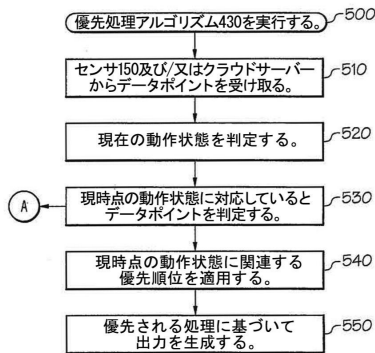 500
優先処理アルゴリズム430を実行する。
510
センサ150及び/又はクラウドサーバー
からデータポイントを受け取る。
520
現在の動作状態を判定する。
530
現時点の動作状態に対応していると
データポイントを判定する。
A
540
現時点の動作状態に関連する
優先順位を適用する。
550
優先される処理に基づいて
出力を生成する。